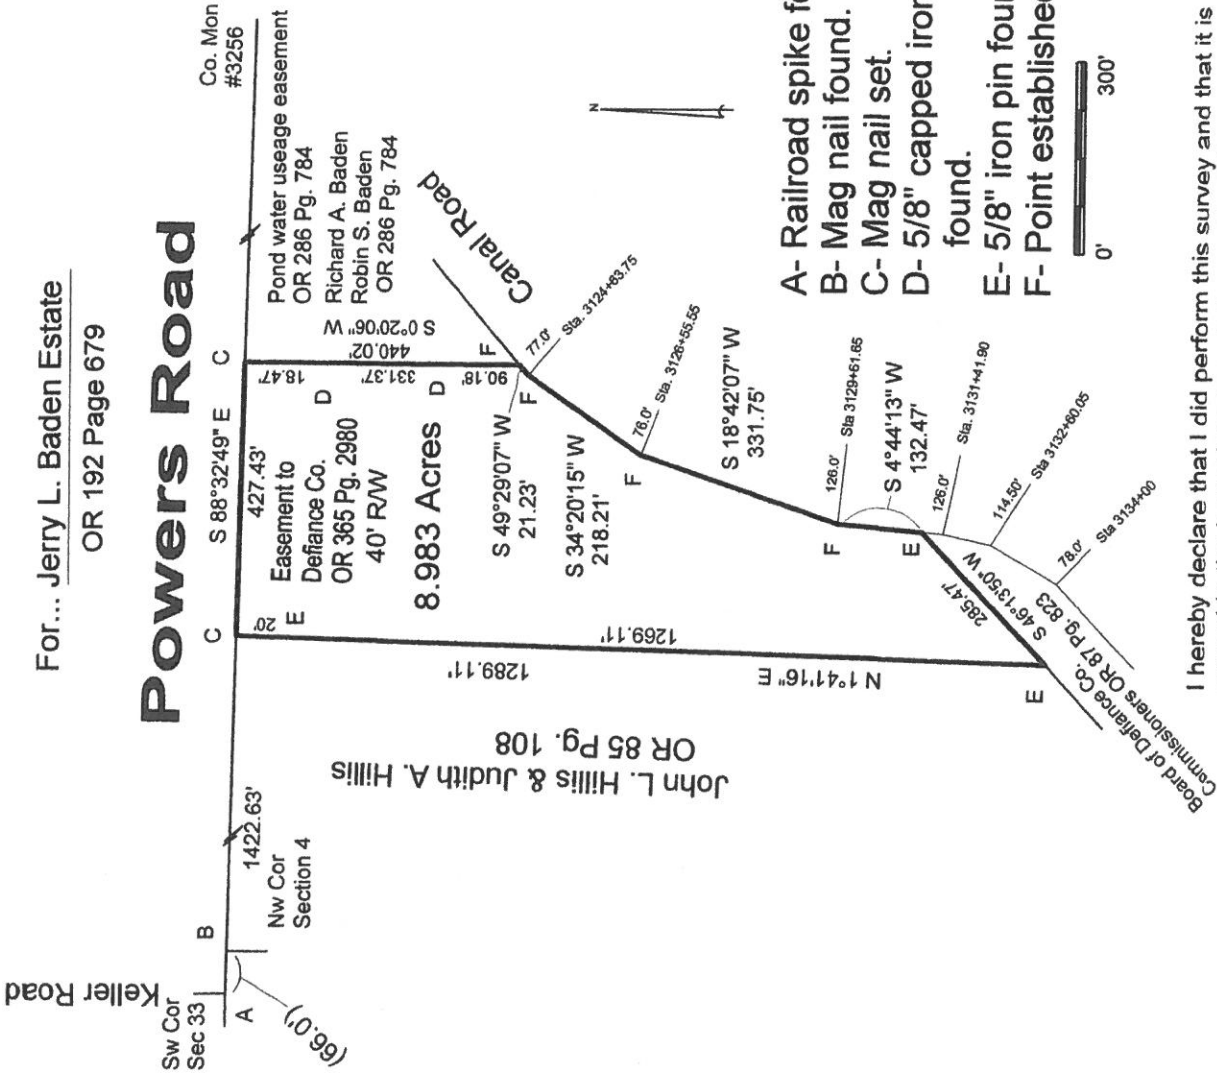 For... Jerry L. Baden Estate
OR 192 Page 679
Powers Road
Co. Mon
#3256
Keller Road
Sw Cor
Sec 33
A
(66.0')
B
1422.63'
Nw Cor
Section 4
C
S 88°32'49" E
C
427.43'
20'
E
Easement to
Defiance Co.
OR 365 Pg. 2980
40' R/W
8.983 Acres
18.47'
D
331.37'
D
90.18'
F
440.02'
S 0°20'06" W
Pond water useage easement
OR 286 Pg. 784
Richard A. Baden
Robin S. Baden
OR 286 Pg. 784
Canal Road
N
77.0'
Sta. 3124+63.75
F
S 49°29'07" W
21.23'
S 34°20'15" W
218.21'
76.0'
Sta. 3126+55.55
F
S 18°42'07" W
331.75'
126.0'
Sta 3129+61.65
F
S 4°44'13" W
132.47'
E
126.0'
Sta. 3131+41.90
114.50'
Sta 3132+60.05
78.0'
Sta 3134+00
S 46°13'50" W
285.47'
E
1269.11'
1289.11'
N 1°41'16" E
John L. Hillis & Judith A. Hillis
OR 85 Pg. 108
Board of Defiance Co.
Commissioners OR 87 Pg. 823
A- Railroad spike fo
B- Mag nail found.
C- Mag nail set.
D- 5/8" capped iron
found.
E- 5/8" iron pin foun
F- Point established
0'
300'
I hereby declare that I did perform this survey and that it is